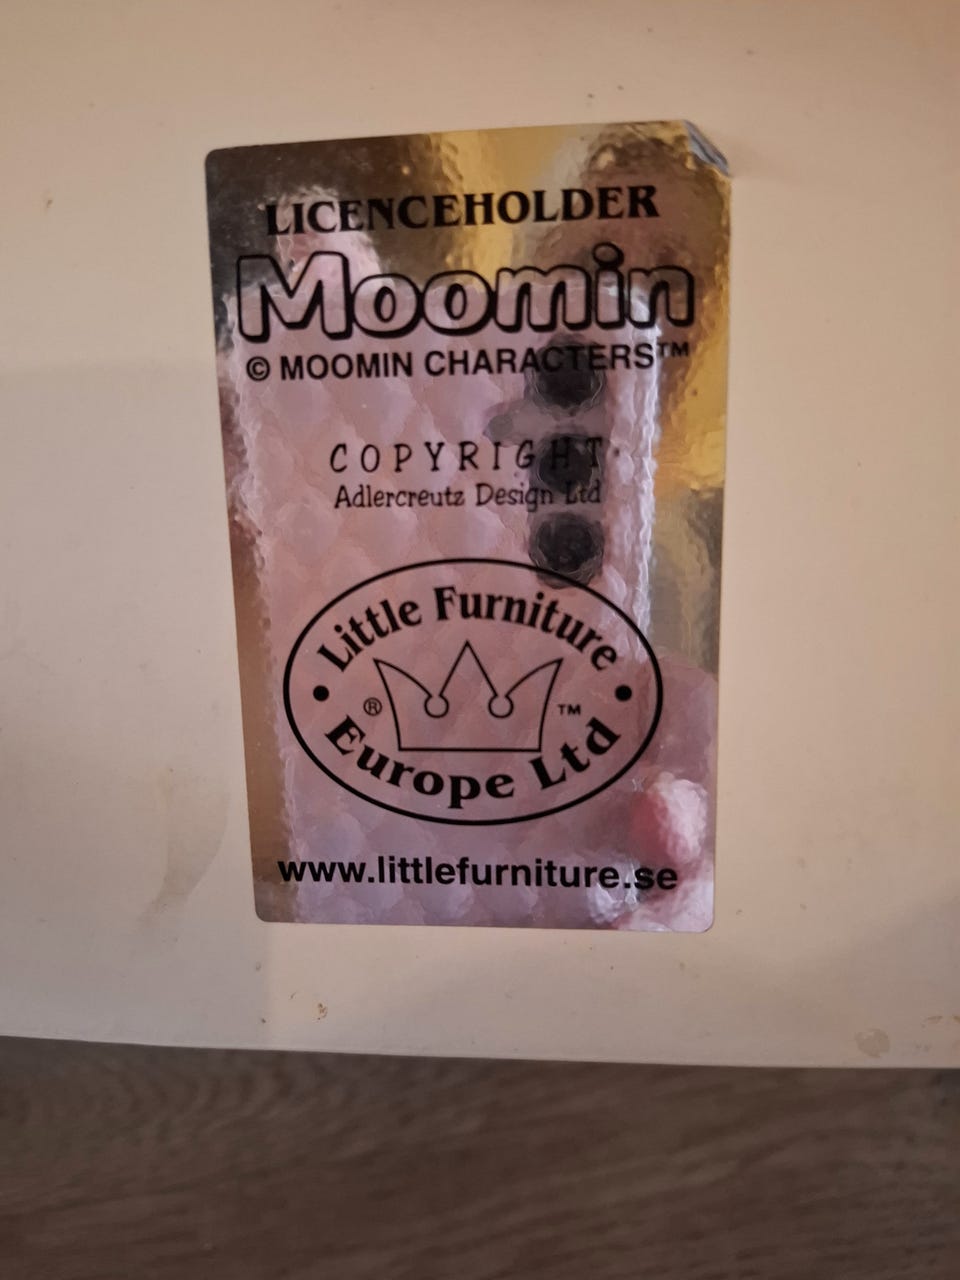 LICENCEHOLDER
Moomin
© MOOMIN CHARACTERS™
COPYRIGHT
Adlercreutz Design Ltd
Little Furniture
® ™
Europe Ltd
www.littlefurniture.se